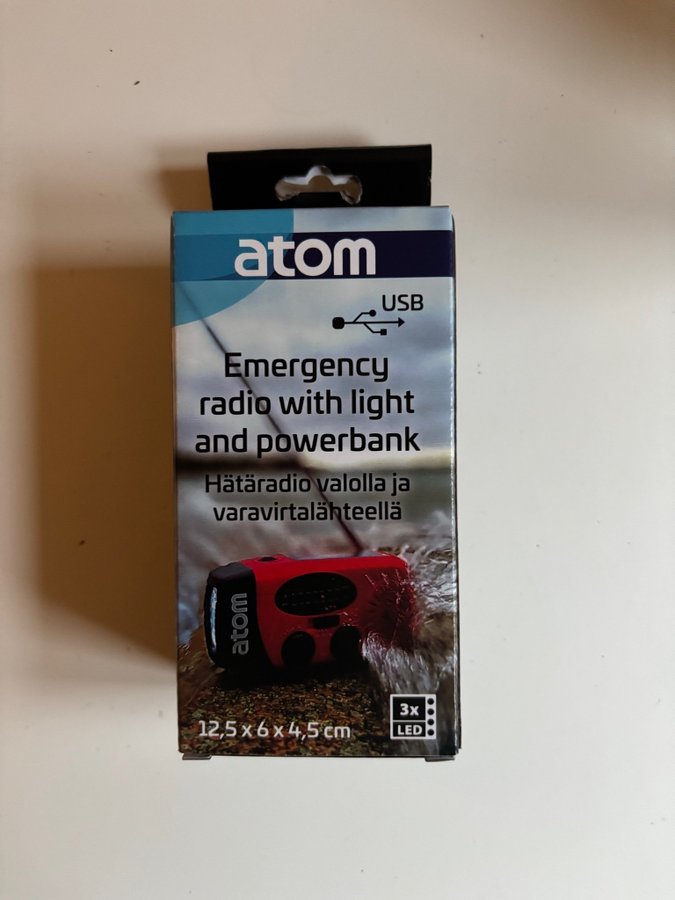 atom
USB
Emergency
radio with light
and powerbank
Hätäradio valolla ja
varavirtalähteellä
atom
12,5 x 6 x 4,5 cm
3x
LED